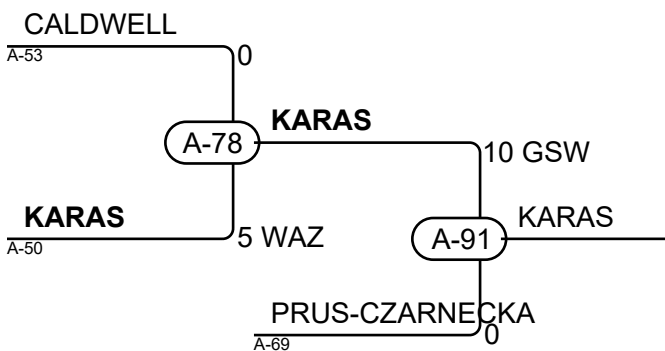 CALDWELL
A-53
0
A-78
KARAS
10 GSW
KARAS
A-50
5 WAZ
A-91
KARAS
PRUS-CZARNECKA
A-69
0